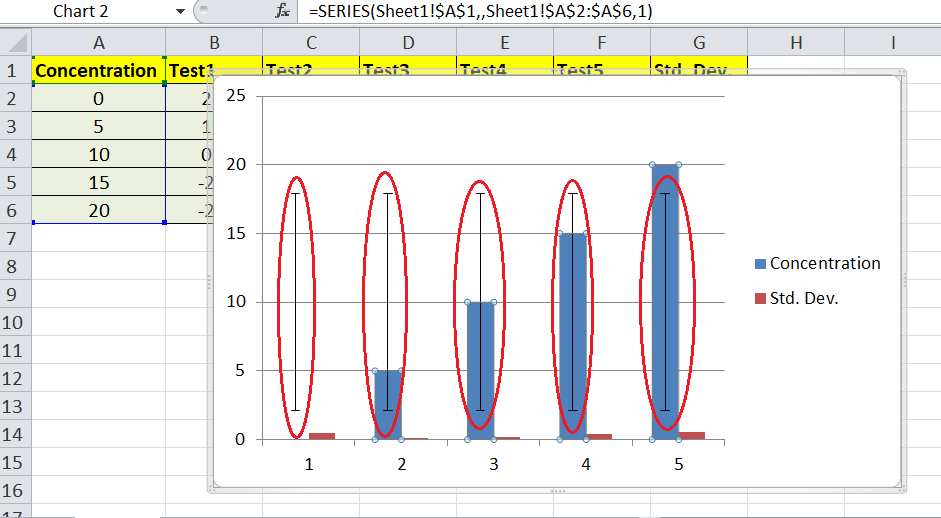 Chart 2 fx =SERIES(Sheet1!$A$1,,Sheet1!$A$2:$A$6,1)
A B C D E F G H I
1 Concentration Test1 Test2 Test3 Test4 Test5 Std. Dev.
2 0 2
3 5 1
4 10 0
5 15 -2
6 20 -2
7
8
9
10
11
12
13
14
15
16
17
25
20
15
10
5
0
1 2 3 4 5
Concentration
Std. Dev.